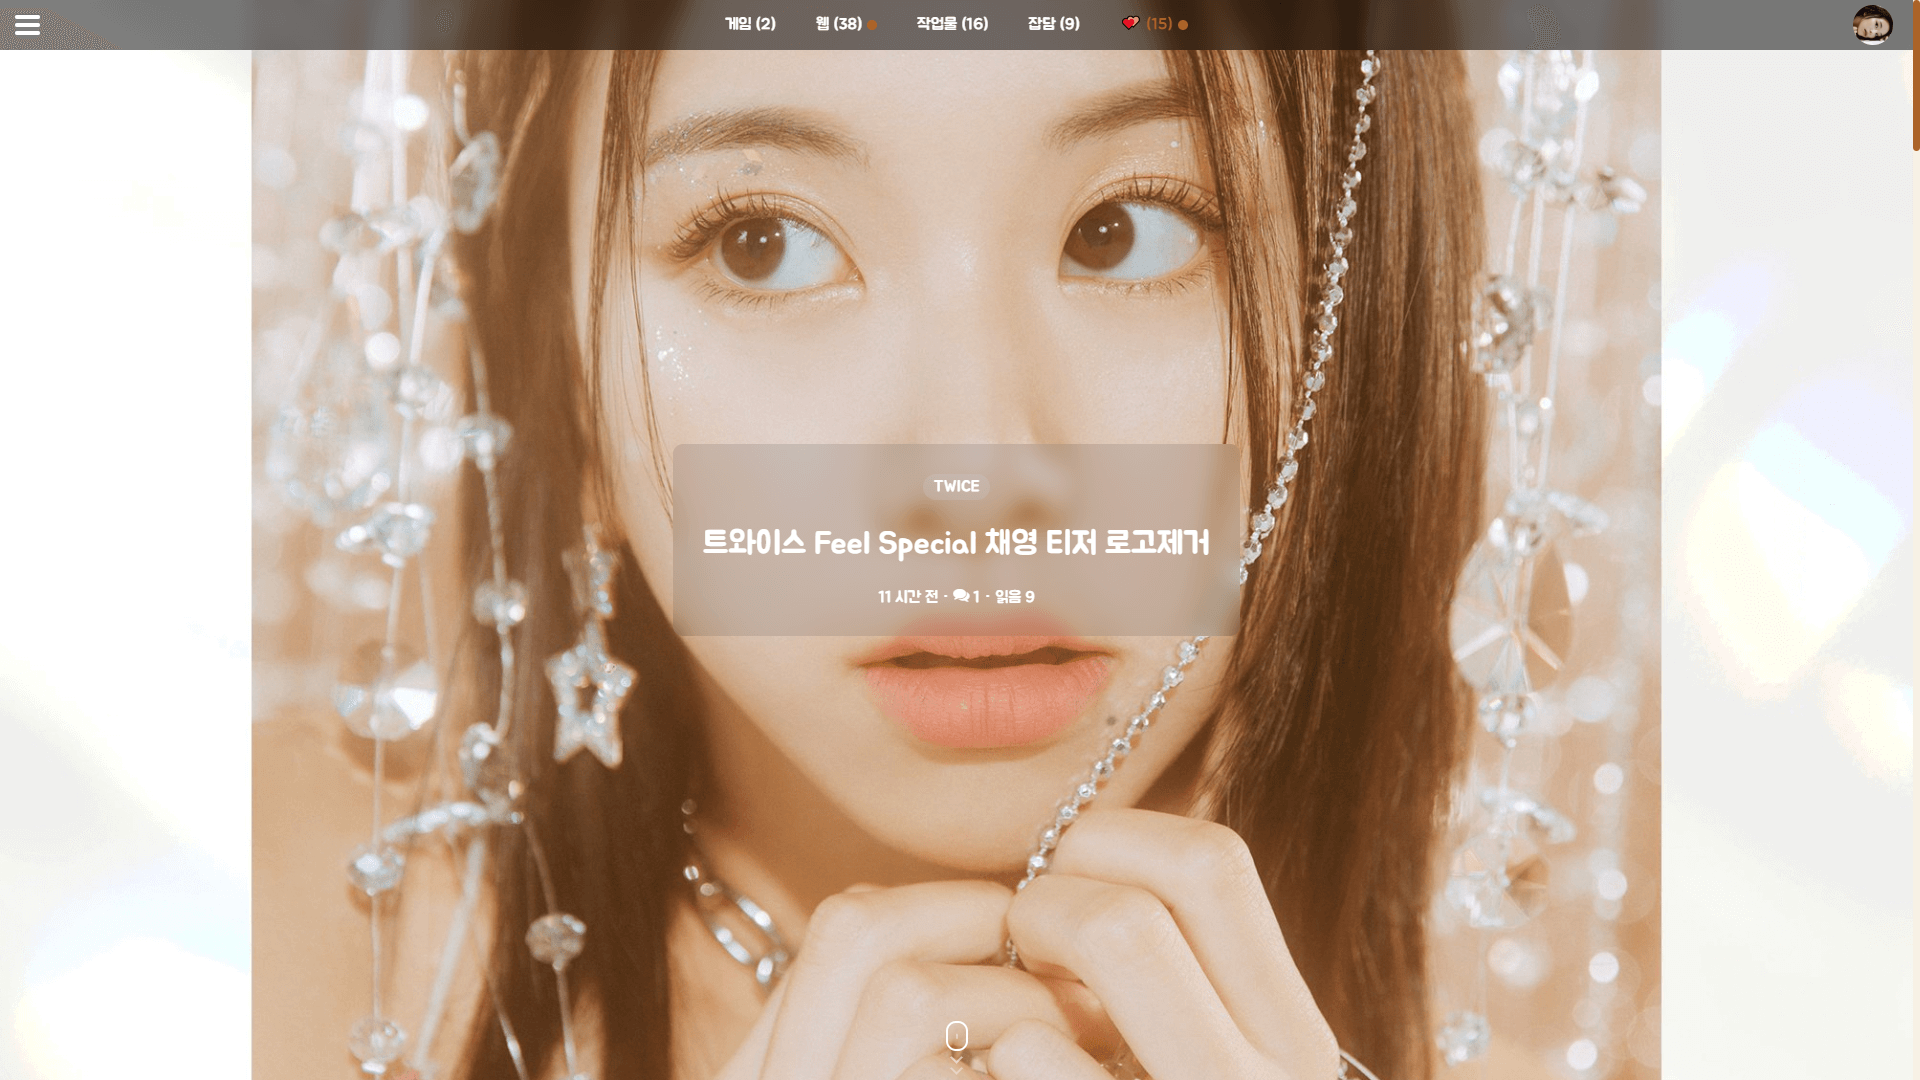 게임 (2) 웹 (38) 작업물 (16) 잡담 (9) (15)
TWICE
트와이스 Feel Special 채영 티저 로고제거
11 시간 전 · 1 · 읽음 9